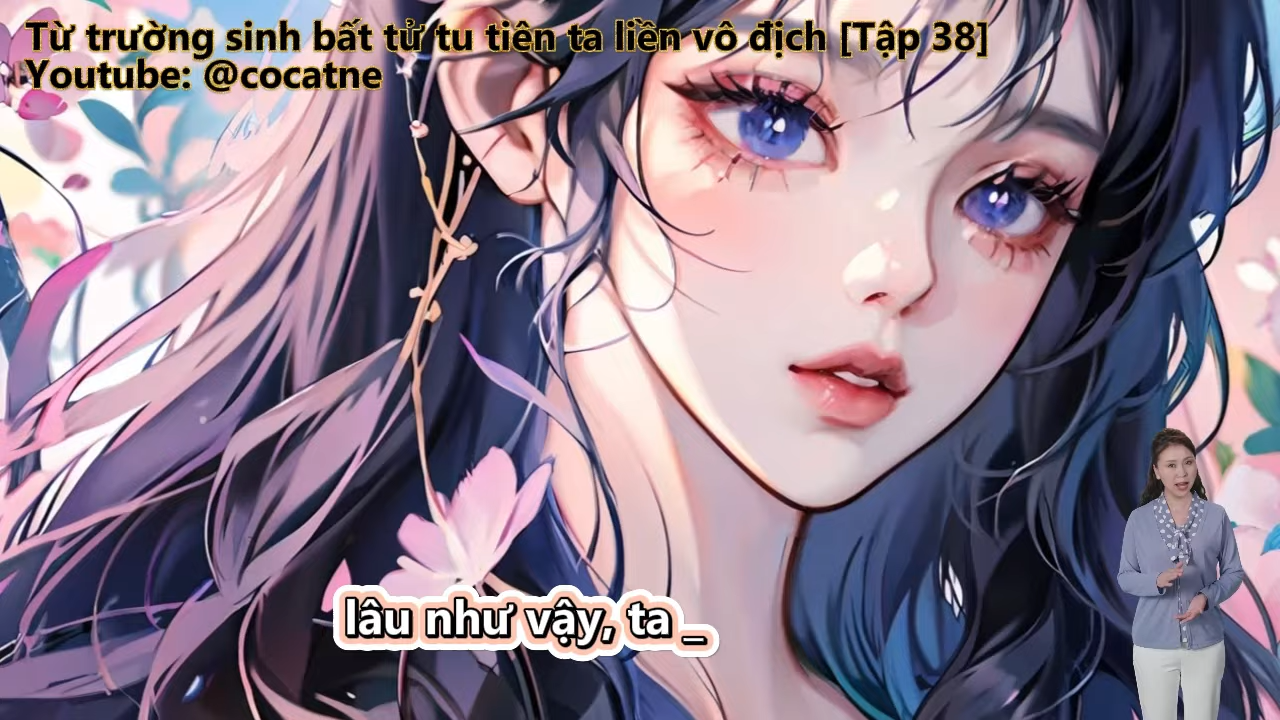 Từ trường sinh bất tử tu tiên ta liền vô địch [Tập 38]
Youtube: @cocatne
lâu như vậy, ta _